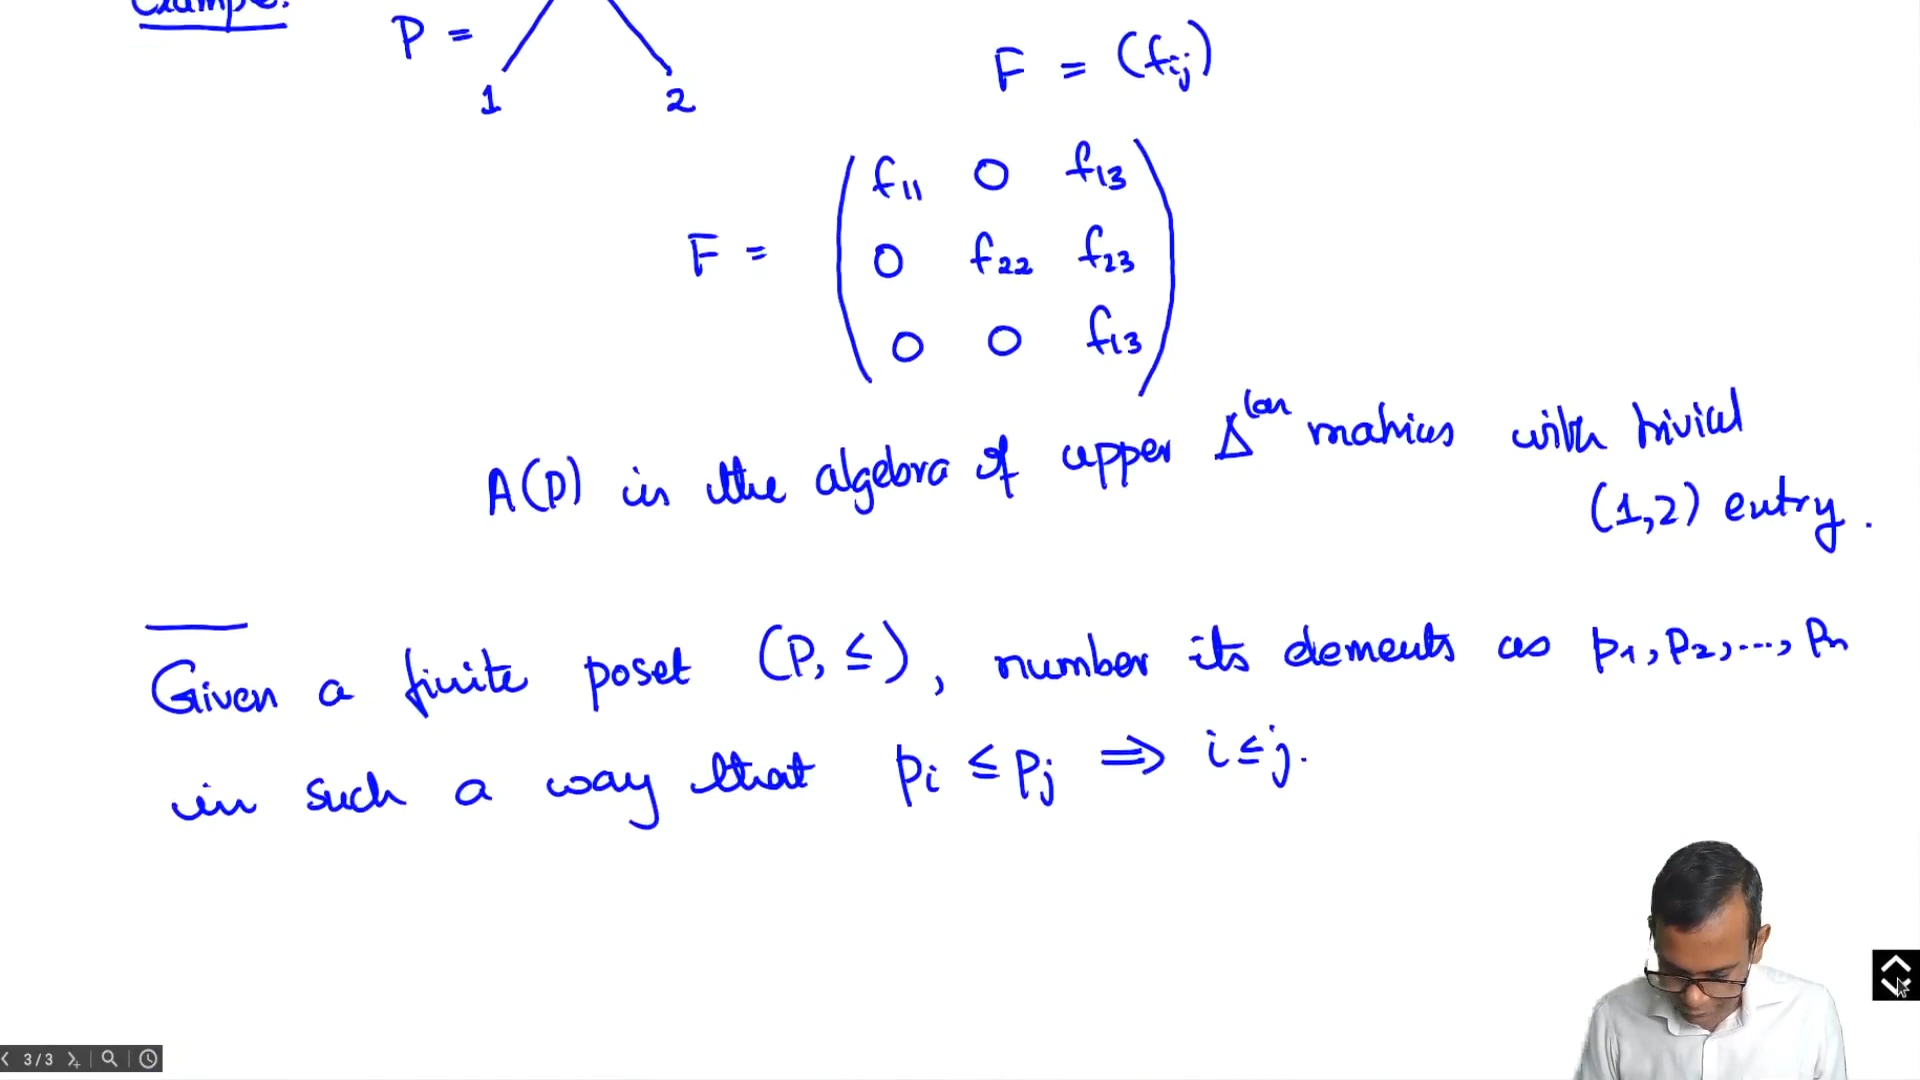 Example:
P =
1 2
F = (fij)
F = ( f11 0 f13
0 f22 f23
0 0 f13 )
A(P) is the algebra of upper Δlar matrices with trivial
(1,2) entry.
Given a finite poset (P, ≤), number its elements as p1, p2, ..., pn
in such a way that pi ≤ pj ⟹ i ≤ j.
3/3